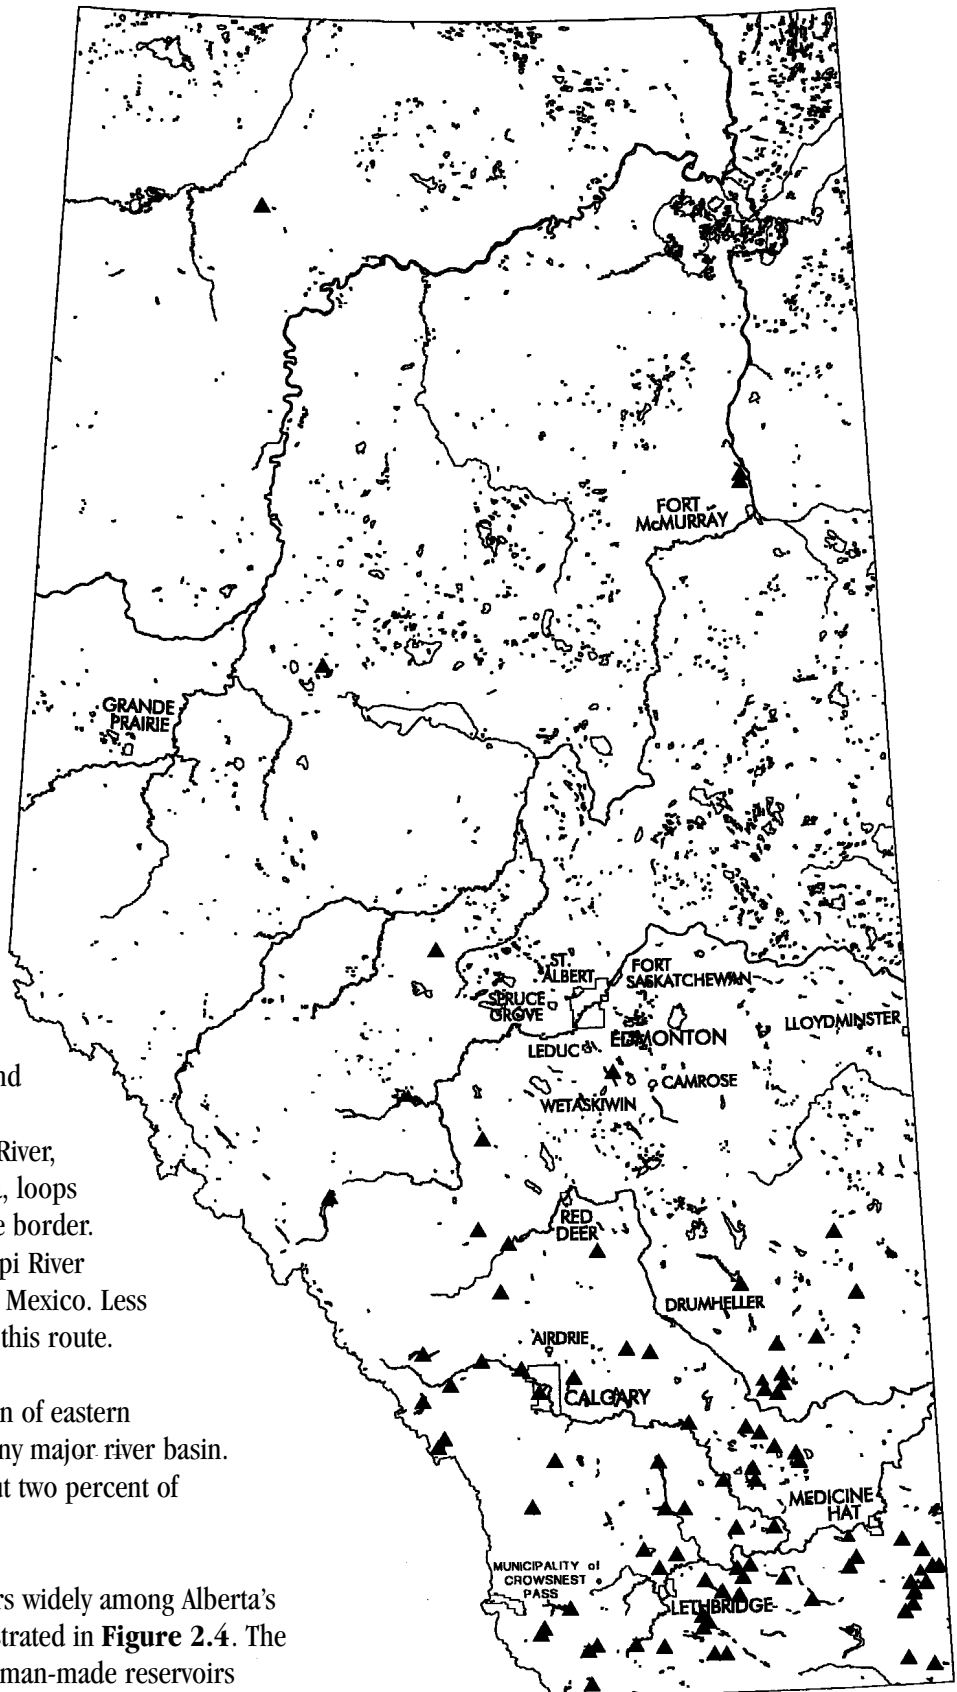 FORT
McMURRAY
GRANDE
PRAIRIE
ST.
ALBERT
FORT
SASKATCHEWAN
SPRUCE
GROVE
LLOYDMINSTER
EDMONTON
LEDUC
CAMROSE
WETASKIWIN
RED
DEER
DRUMHELLER
AIRDRIE
CALGARY
MEDICINE
HAT
MUNICIPALITY of
CROWSNEST
PASS
LETHBRIDGE
nd
River,
, loops
e border.
pi River
Mexico. Less
this route.
n of eastern
ny major river basin.
ut two percent of
rs widely among Alberta's
strated in Figure 2.4. The
man-made reservoirs